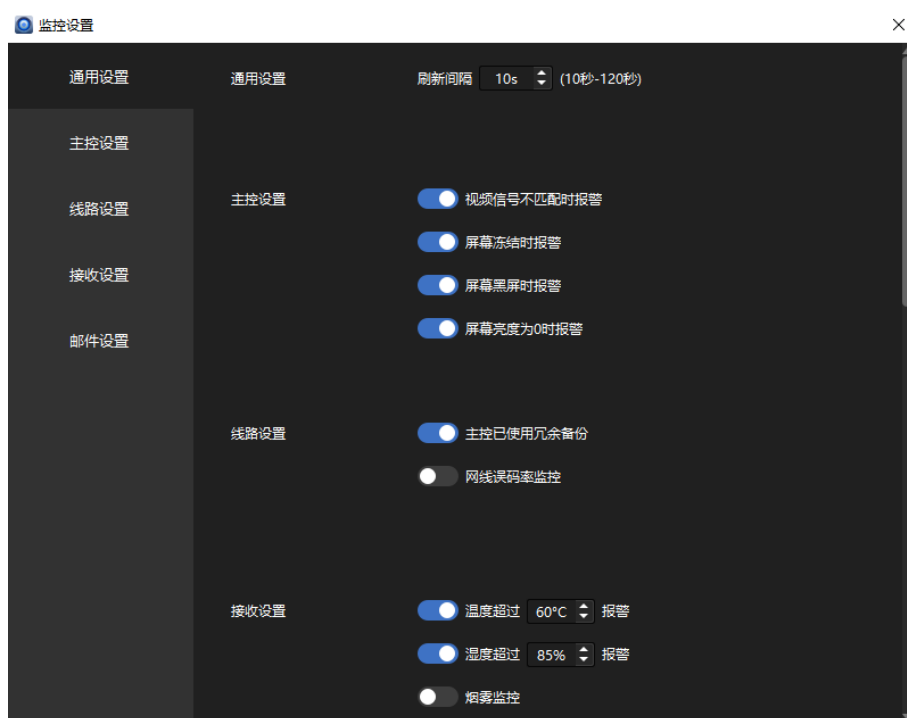 监控设置
通用设置
主控设置
线路设置
接收设置
邮件设置
通用设置
刷新间隔 10s (10秒-120秒)
主控设置
视频信号不匹配时报警
屏幕冻结时报警
屏幕黑屏时报警
屏幕亮度为0时报警
线路设置
主控已使用冗余备份
网线误码率监控
接收设置
温度超过 60°C 报警
湿度超过 85% 报警
烟雾监控